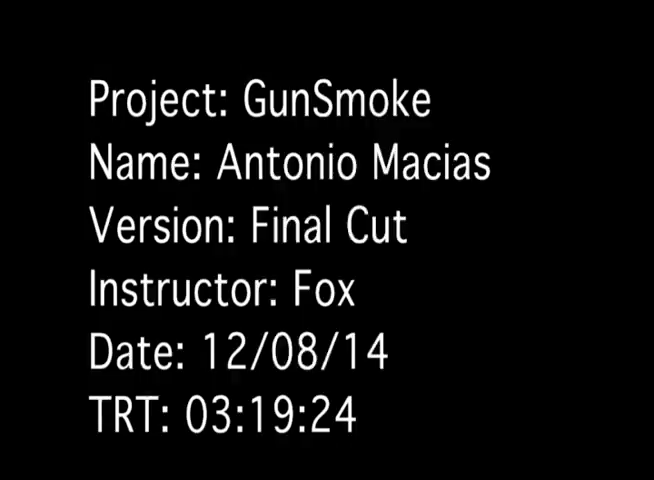 Project: GunSmoke
Name: Antonio Macias
Version: Final Cut
Instructor: Fox
Date: 12/08/14
TRT: 03:19:24